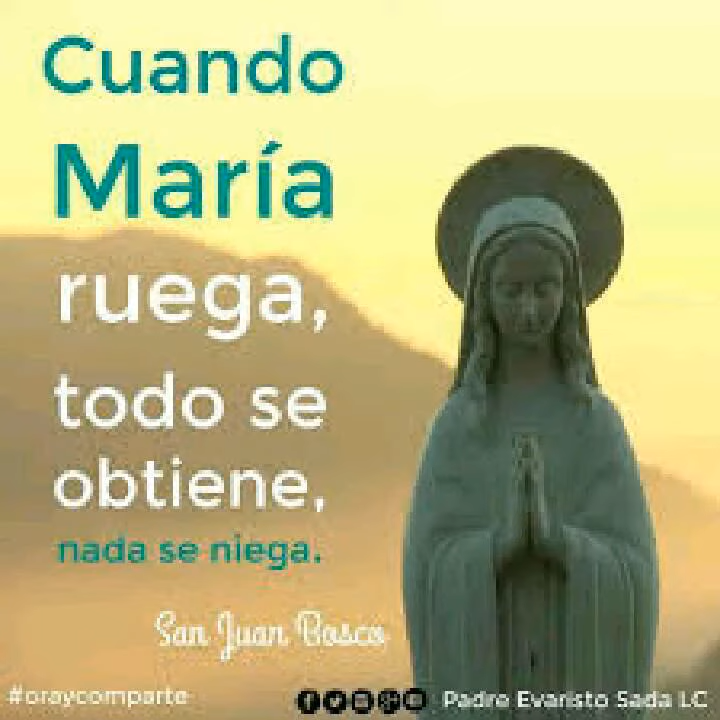 Cuando
María
ruega,
todo se
obtiene,
nada se niega.
San Juan Bosco
#oraycomparte
Padre Evaristo Sada LC